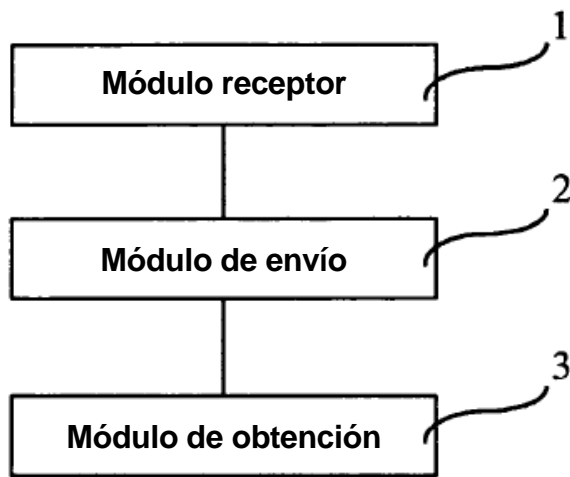 1
Módulo receptor
2
Módulo de envío
3
Módulo de obtención